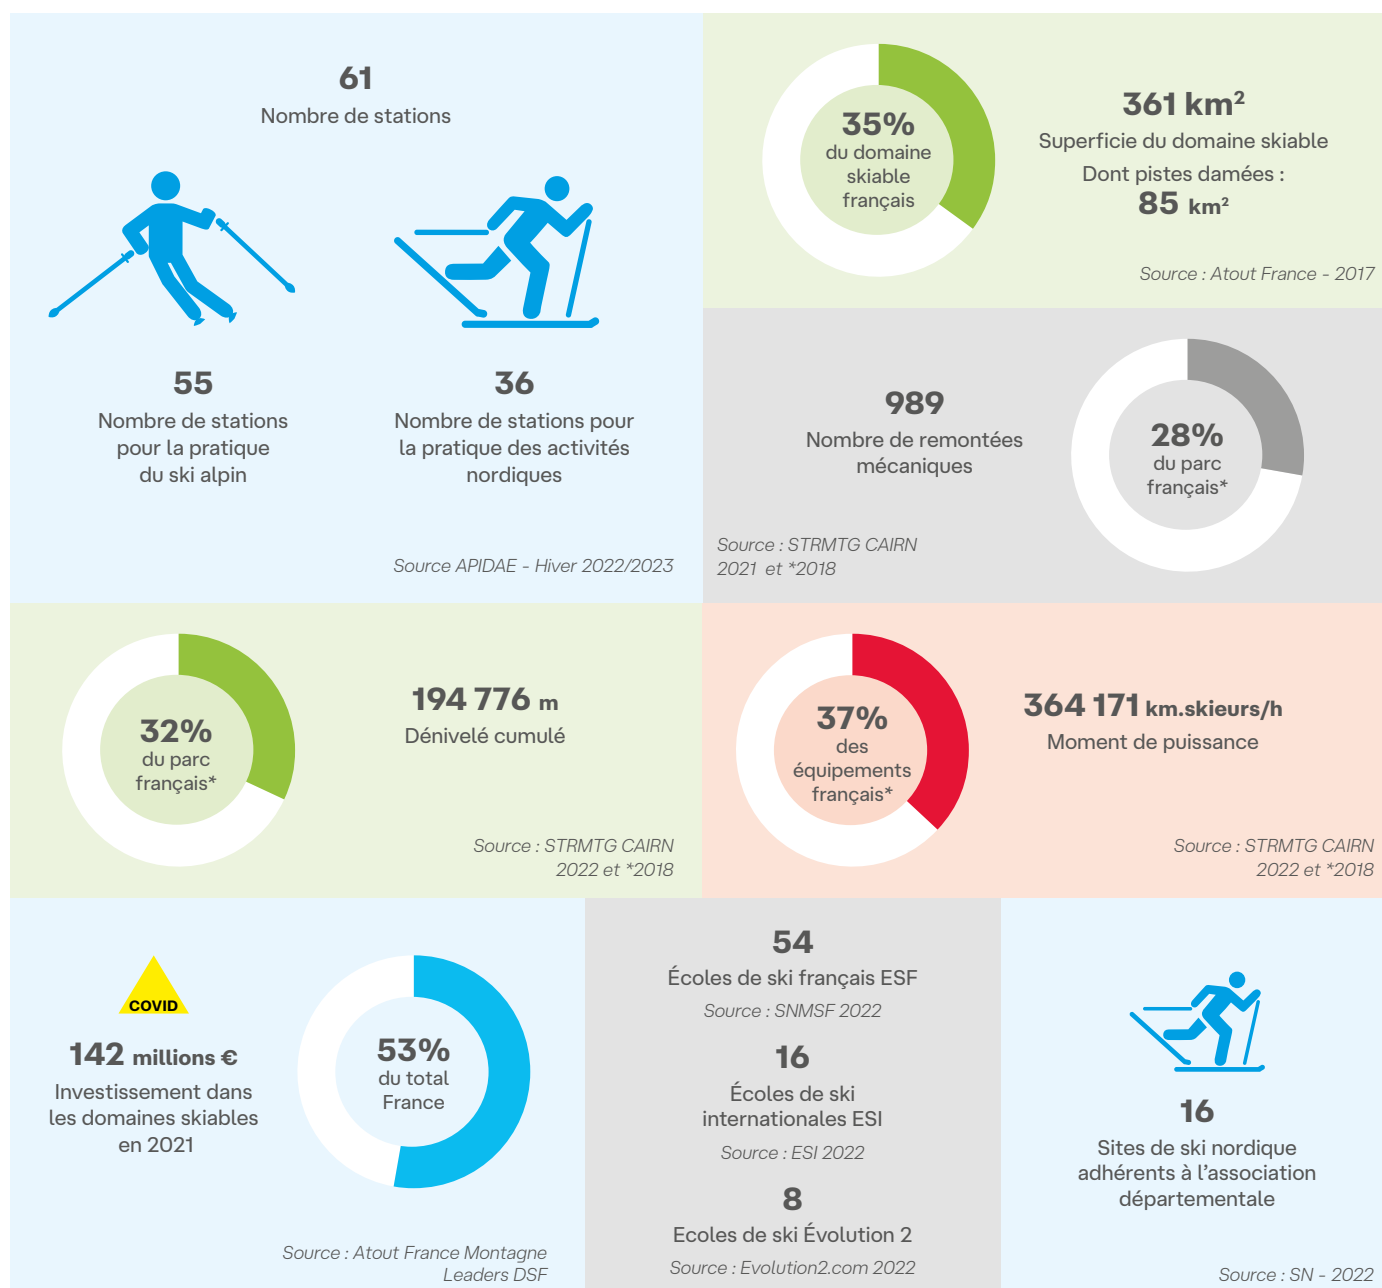 61
Nombre de stations
55
Nombre de stations
pour la pratique
du ski alpin
36
Nombre de stations pour
la pratique des activités
nordiques
Source APIDAE - Hiver 2022/2023
35%
du domaine
skiable
français
361 km²
Superficie du domaine skiable
Dont pistes damées :
85 km²
Source : Atout France - 2017
989
Nombre de remontées
mécaniques
28%
du parc
français*
Source : STRMTG CAIRN
2021 et *2018
32%
du parc
français*
194 776 m
Dénivelé cumulé
Source : STRMTG CAIRN
2022 et *2018
37%
des
équipements
français*
364 171 km.skieurs/h
Moment de puissance
Source : STRMTG CAIRN
2022 et *2018
COVID
142 millions €
Investissement dans
les domaines skiables
en 2021
53%
du total
France
Source : Atout France Montagne
Leaders DSF
54
Écoles de ski français ESF
Source : SNMSF 2022
16
Écoles de ski
internationales ESI
Source : ESI 2022
8
Ecoles de ski Évolution 2
Source : Evolution2.com 2022
16
Sites de ski nordique
adhérents à l'association
départementale
Source : SN - 2022